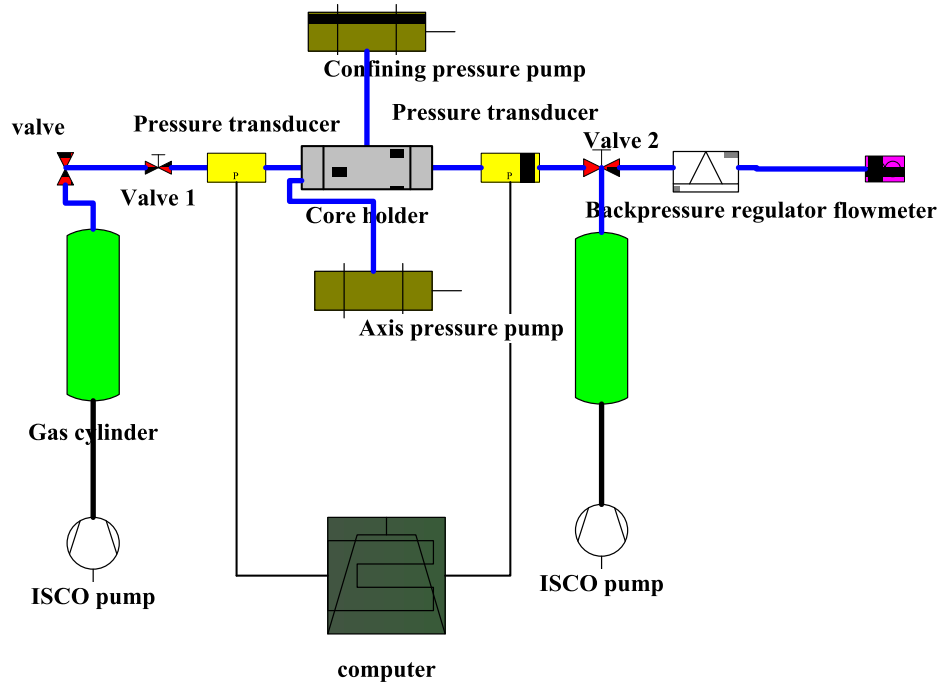 Confining pressure pump
Pressure transducer
Pressure transducer
valve
Valve 2
Valve 1
P
P
Core holder
Backpressure regulator
flowmeter
Axis pressure pump
Gas cylinder
ISCO pump
ISCO pump
computer